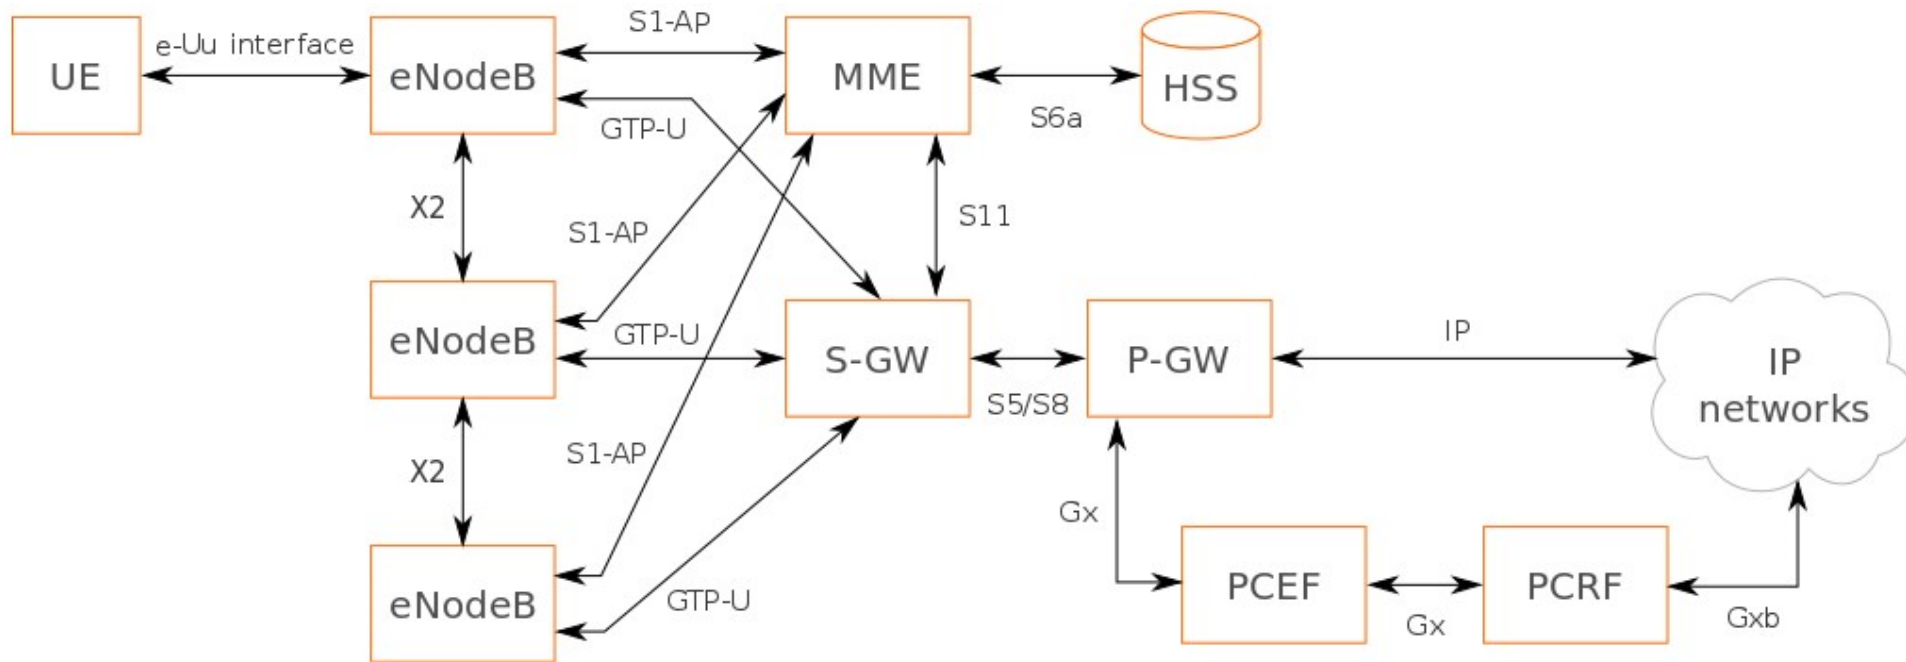 UE
e-Uu interface
eNodeB
S1-AP
MME
HSS
S6a
GTP-U
X2
S1-AP
S11
eNodeB
GTP-U
S-GW
S5/S8
P-GW
IP
IP
networks
X2
S1-AP
Gx
eNodeB
GTP-U
PCEF
Gx
PCRF
Gxb